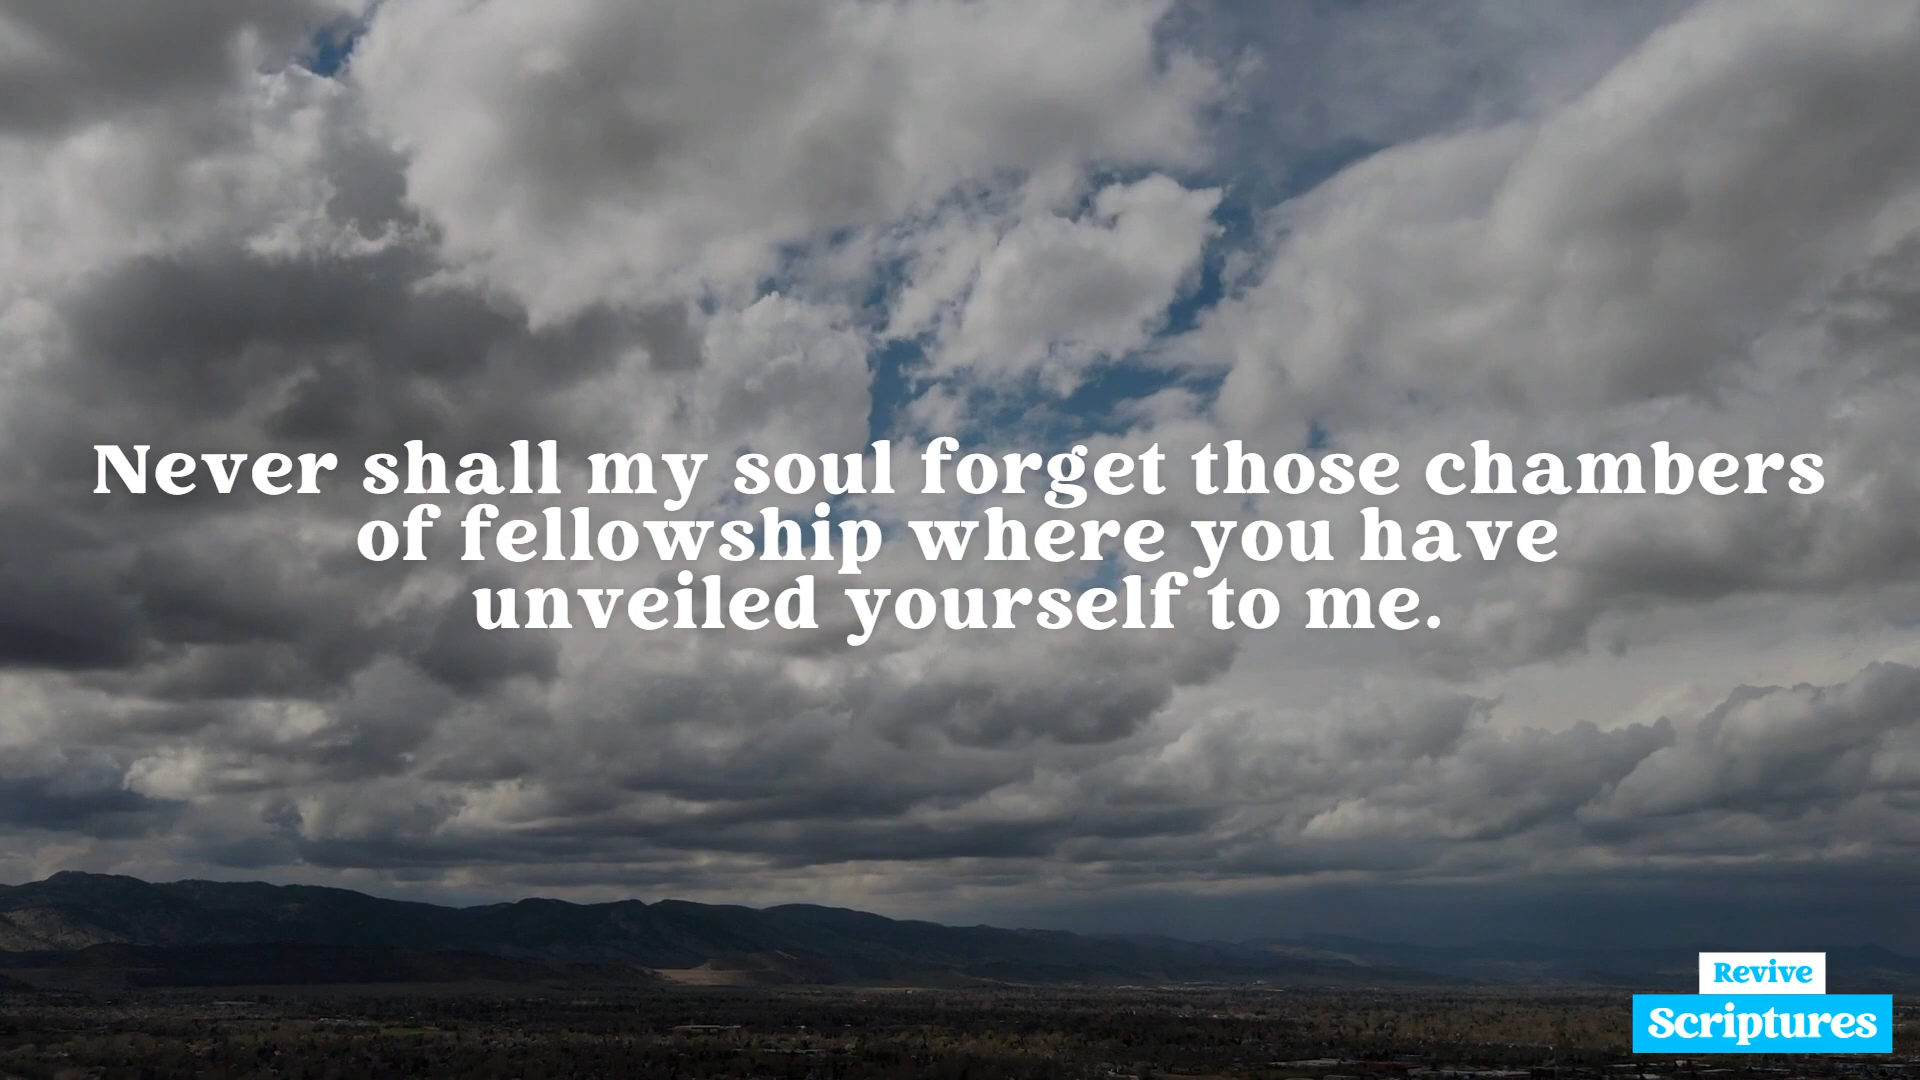 Never shall my soul forget those chambers
of fellowship where you have
unveiled yourself to me.
Revive
Scriptures